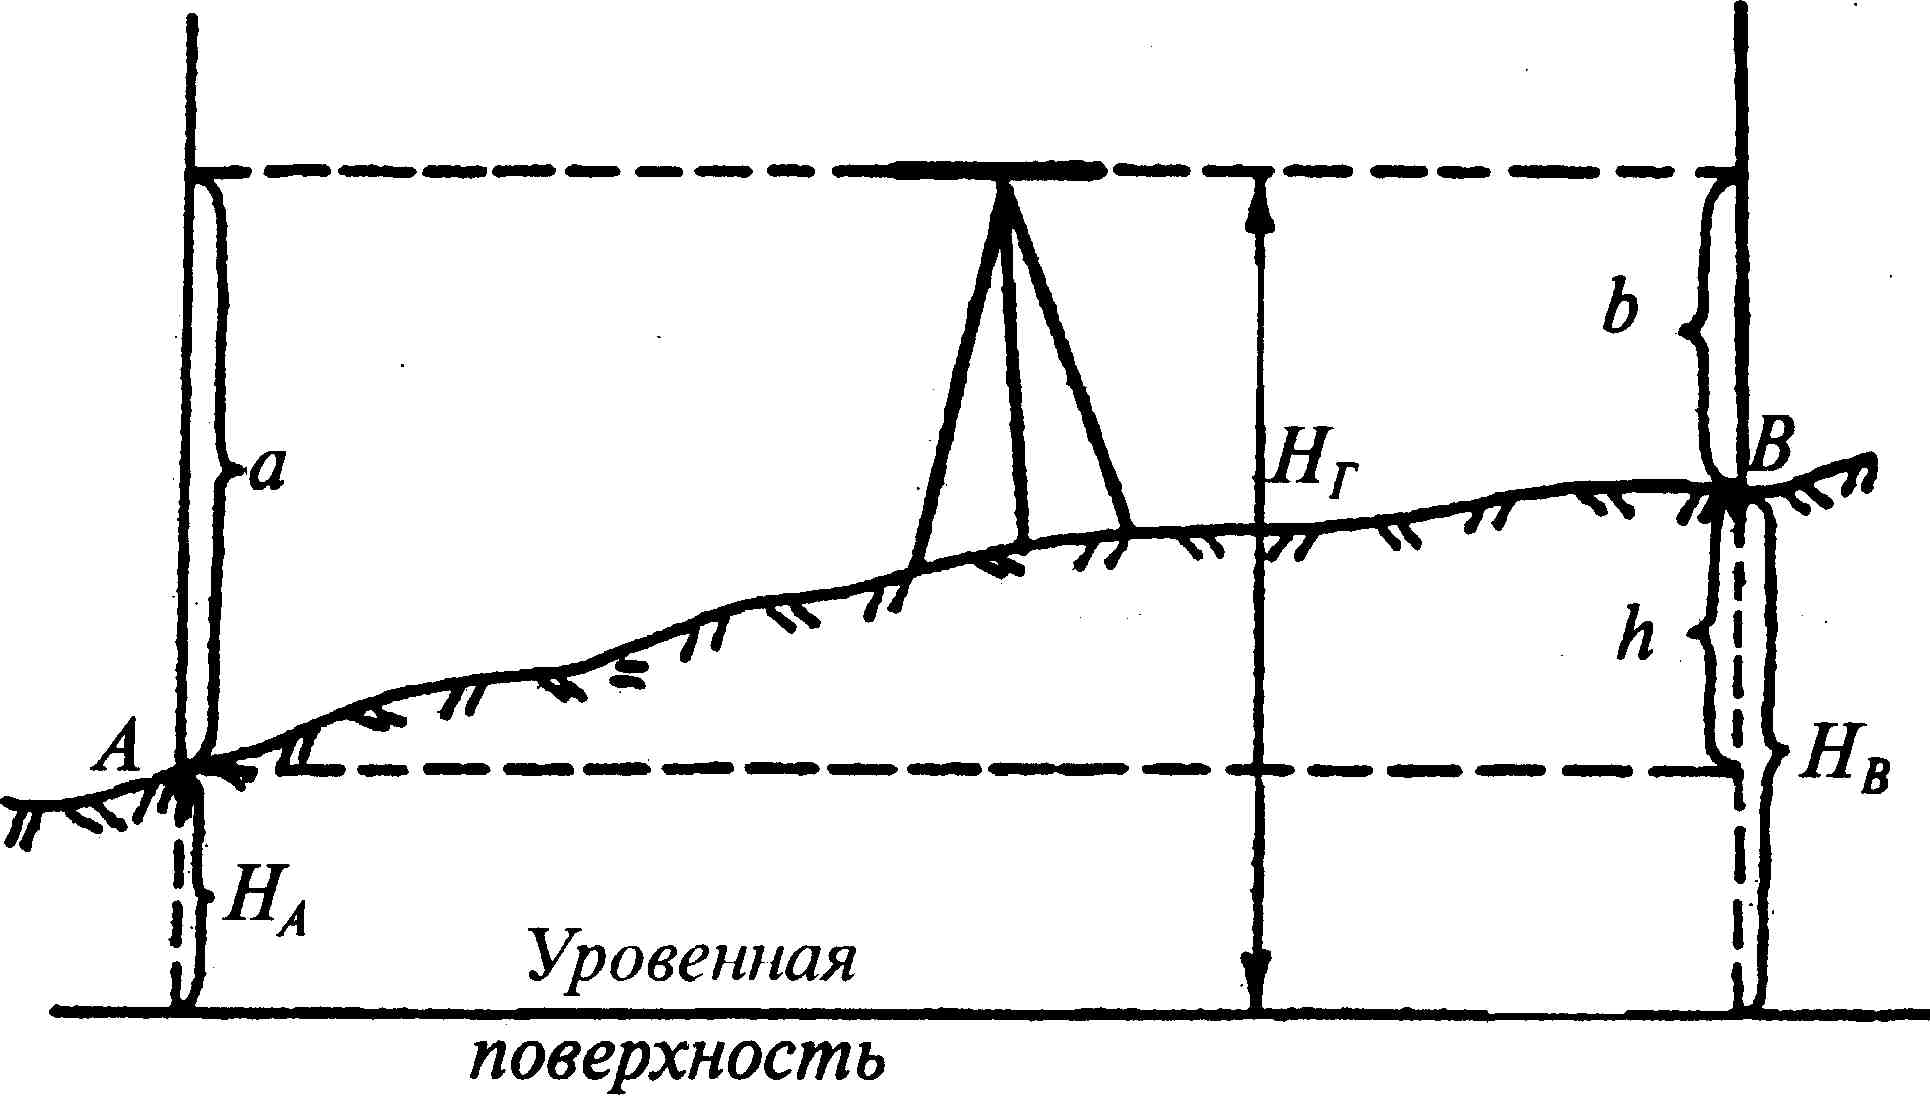 b
B
a
H_Г
h
A
H_B
H_A
Уровенная
поверхность